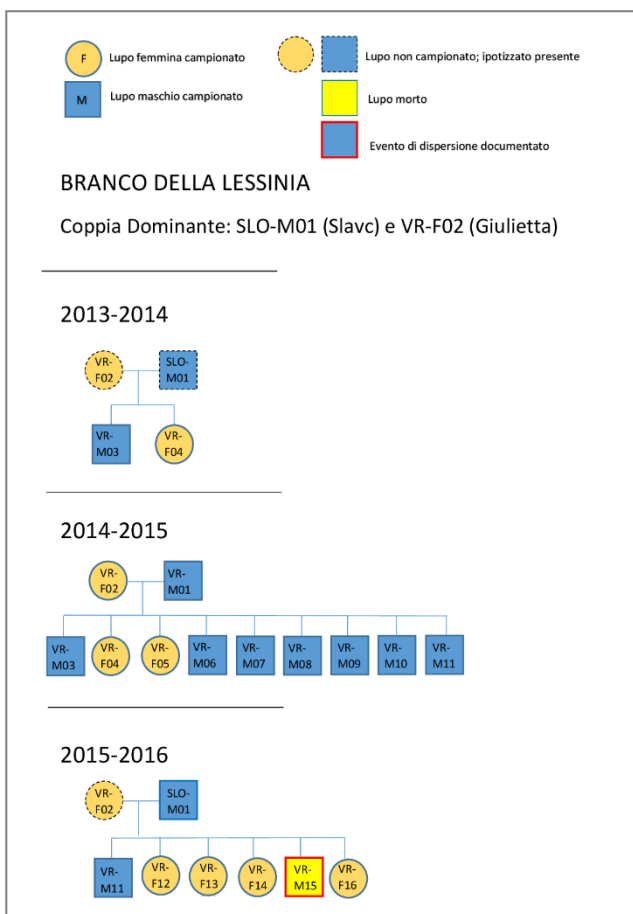 F
Lupo femmina campionato
Lupo non campionato; ipotizzato presente
M
Lupo maschio campionato
Lupo morto
Evento di dispersione documentato
BRANCO DELLA LESSINIA
Coppia Dominante: SLO-M01 (Slavc) e VR-F02 (Giulietta)
2013-2014
VR-
F02
SLO-
M01
VR-
M03
VR-
F04
2014-2015
VR-
F02
VR-
M01
VR-
M03
VR-
F04
VR-
F05
VR-
M06
VR-
M07
VR-
M08
VR-
M09
VR-
M10
VR-
M11
2015-2016
VR-
F02
SLO-
M01
VR-
M11
VR-
F12
VR-
F13
VR-
F14
VR-
M15
VR-
F16